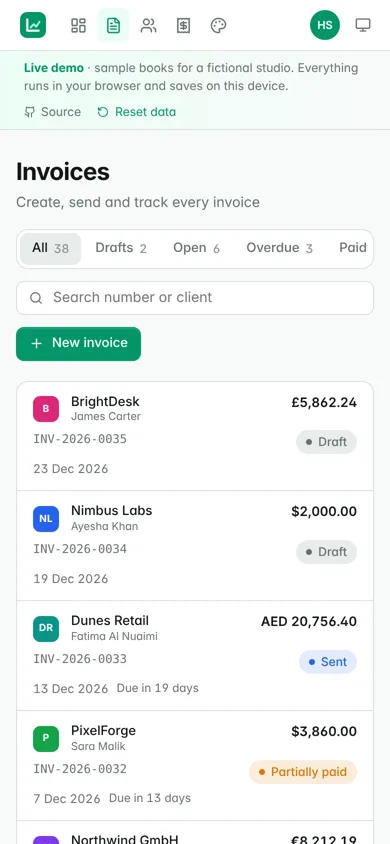 HS
Live demo · sample books for a fictional studio. Everything
runs in your browser and saves on this device.
Source Reset data
Invoices
Create, send and track every invoice
All 38 Drafts 2 Open 6 Overdue 3 Paid
Search number or client
+ New invoice
B BrightDesk £5,862.24
James Carter
INV-2026-0035 Draft
23 Dec 2026
NL Nimbus Labs $2,000.00
Ayesha Khan
INV-2026-0034 Draft
19 Dec 2026
DR Dunes Retail AED 20,756.40
Fatima Al Nuaimi
INV-2026-0033 Sent
13 Dec 2026 Due in 19 days
P PixelForge $3,860.00
Sara Malik
INV-2026-0032 Partially paid
7 Dec 2026 Due in 13 days
Northwind GmbH €8,212.19